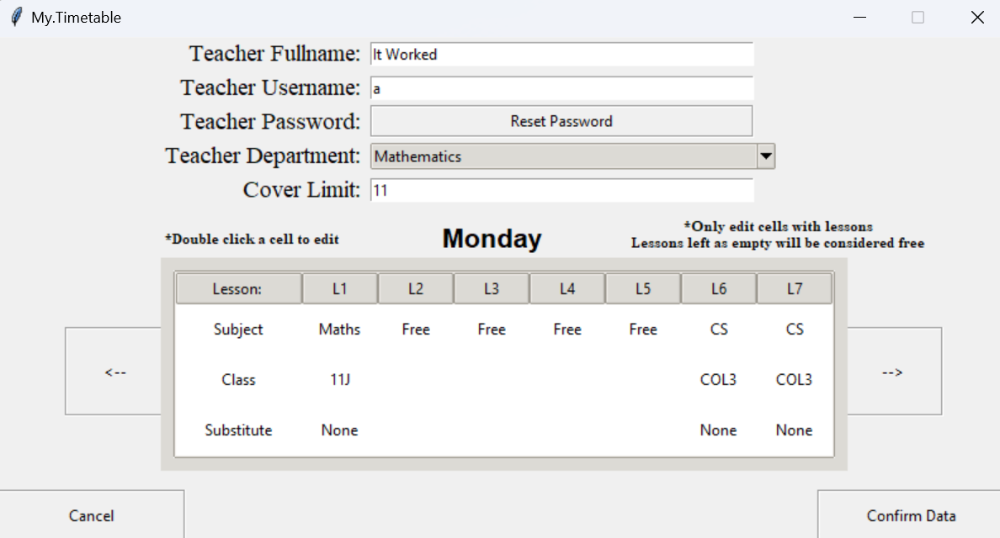 My.Timetable
Teacher Fullname: It Worked
Teacher Username: a
Teacher Password: Reset Password
Teacher Department: Mathematics
Cover Limit: 11
*Double click a cell to edit
Monday
*Only edit cells with lessons
Lessons left as empty will be considered free
Lesson: L1 L2 L3 L4 L5 L6 L7
Subject Maths Free Free Free Free CS CS
Class 11J COL3 COL3
Substitute None None None
<--
-->
Cancel
Confirm Data